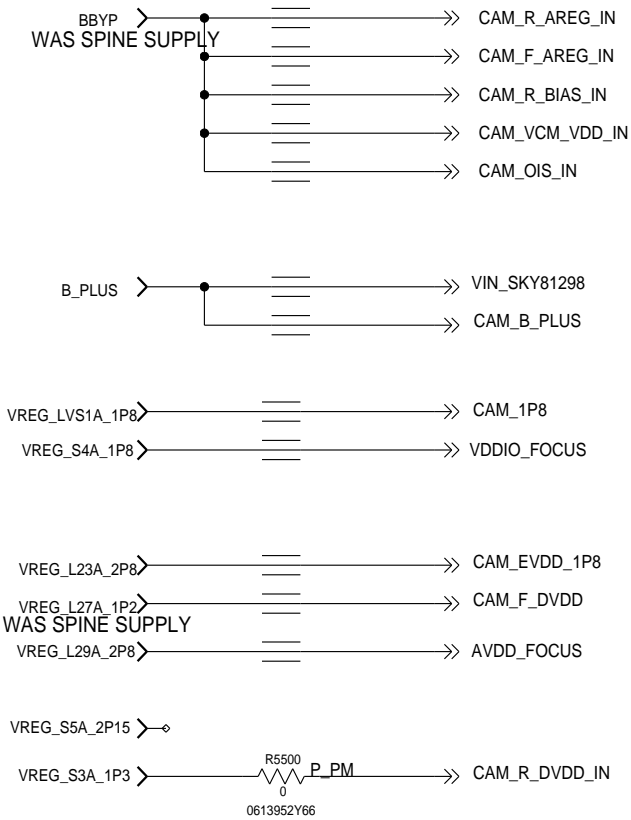 BBYP
WAS SPINE SUPPLY
CAM_R_AREG_IN
CAM_F_AREG_IN
CAM_R_BIAS_IN
CAM_VCM_VDD_IN
CAM_OIS_IN
B_PLUS
VIN_SKY81298
CAM_B_PLUS
VREG_LVS1A_1P8
CAM_1P8
VREG_S4A_1P8
VDDIO_FOCUS
VREG_L23A_2P8
CAM_EVDD_1P8
VREG_L27A_1P2
CAM_F_DVDD
WAS SPINE SUPPLY
VREG_L29A_2P8
AVDD_FOCUS
VREG_S5A_2P15
VREG_S3A_1P3
R5500
P_PM
0
0613952Y66
CAM_R_DVDD_IN